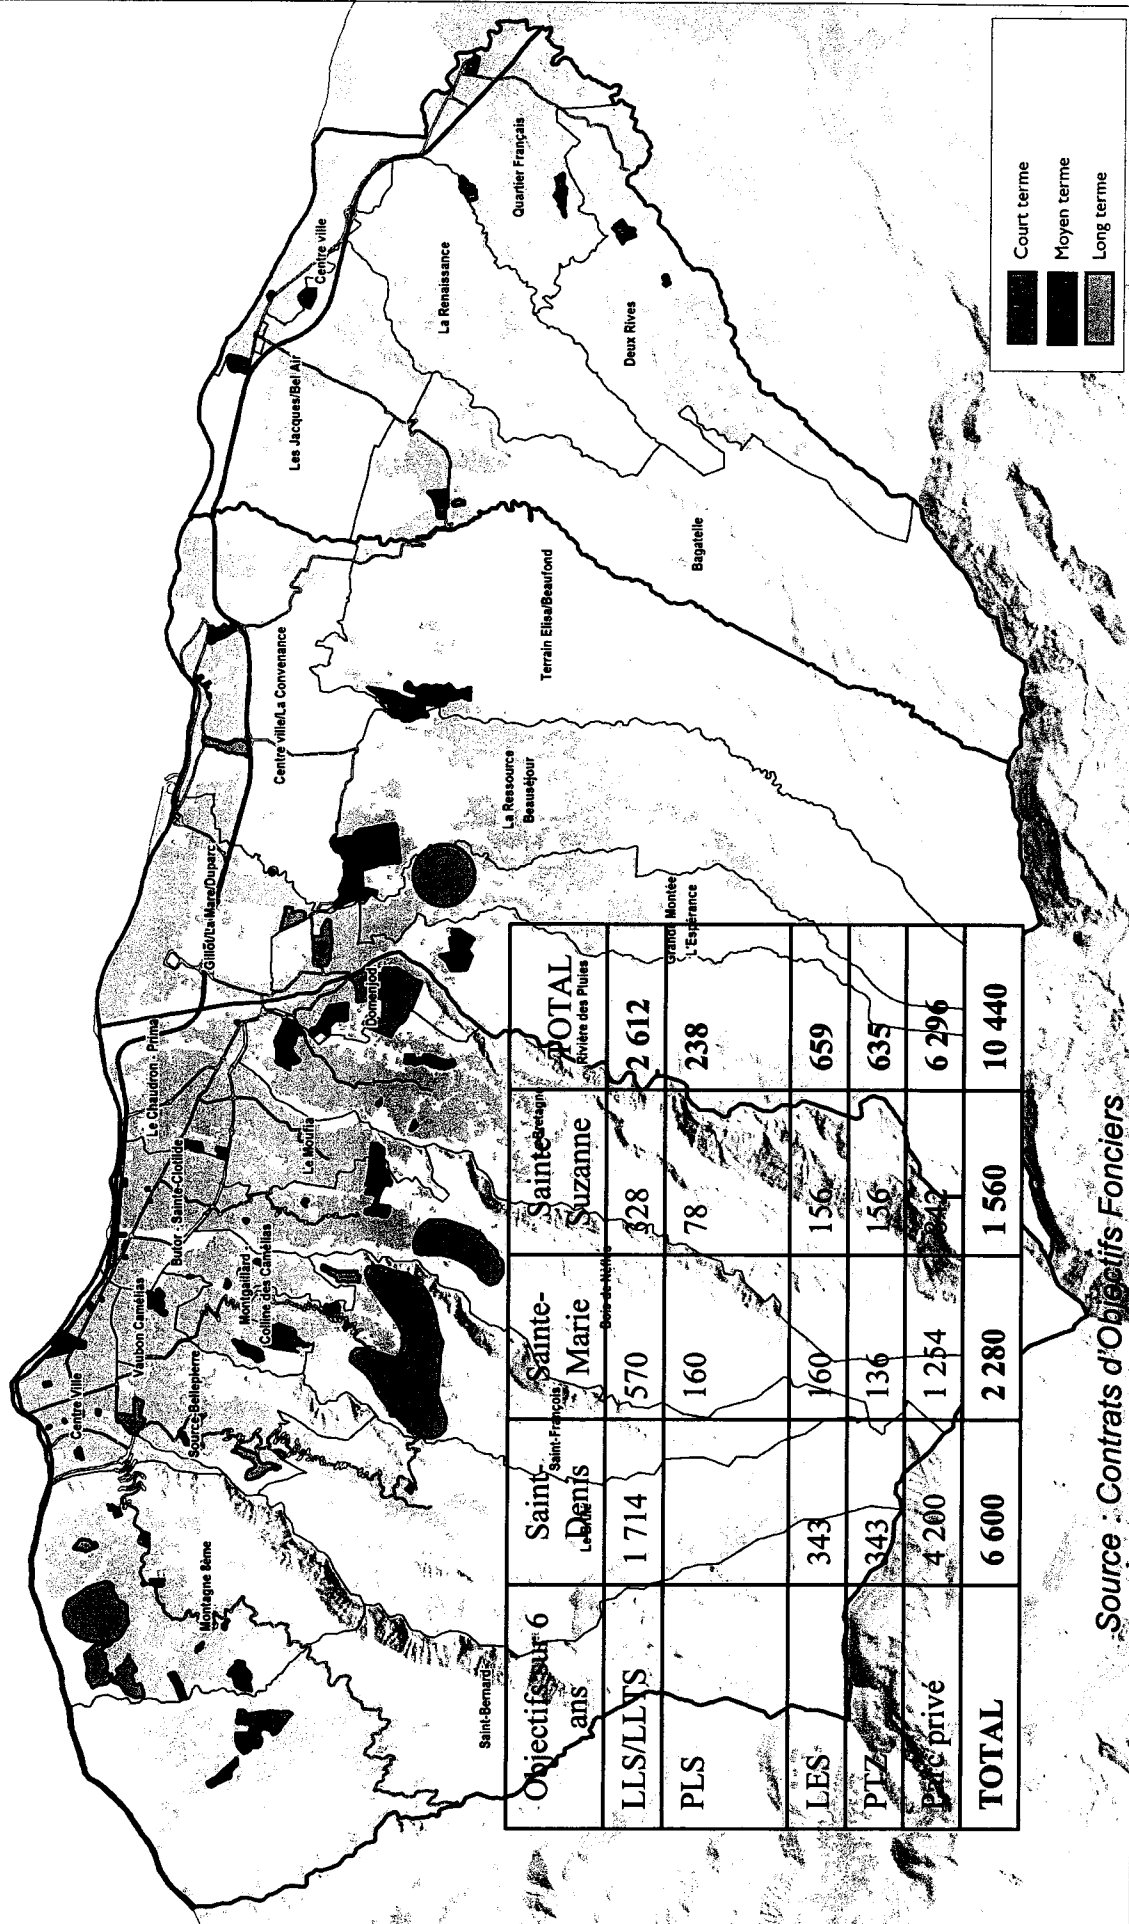 Montagne 8ème
Saint-Bernard
Centre Ville
Vauban Camélias
Source-Bellepierre
Montgaillard
Colline des Camélias
Butor Sainte-Clotilde
Le Chaudron - Prima
Le Moufia
Domenjod
Gillot/La Mare/Duparc
Centre ville/La Convenance
La Ressource
Beauséjour
Grande Montée
L'Espérance
Rivière des Pluies
Bretagne
Bois de Nèfles
Saint-François
Le Brûlé
Terrain Elisa/Beaufond
Bagatelle
Les Jacques/Bel Air
Centre ville
La Renaissance
Quartier Français
Deux Rives
Court terme
Moyen terme
Long terme
Objectifs sur 6 ans Saint-Denis Sainte-Marie Sainte Suzanne TOTAL
LLS/LLTS 1 714 570 328 2 612
PLS 160 78 238
LES 343 160 156 659
PTZ 343 136 156 635
Parc privé 4 200 1 254 842 6 296
TOTAL 6 600 2 280 1 560 10 440
Source : Contrats d'Objectifs Fonciers